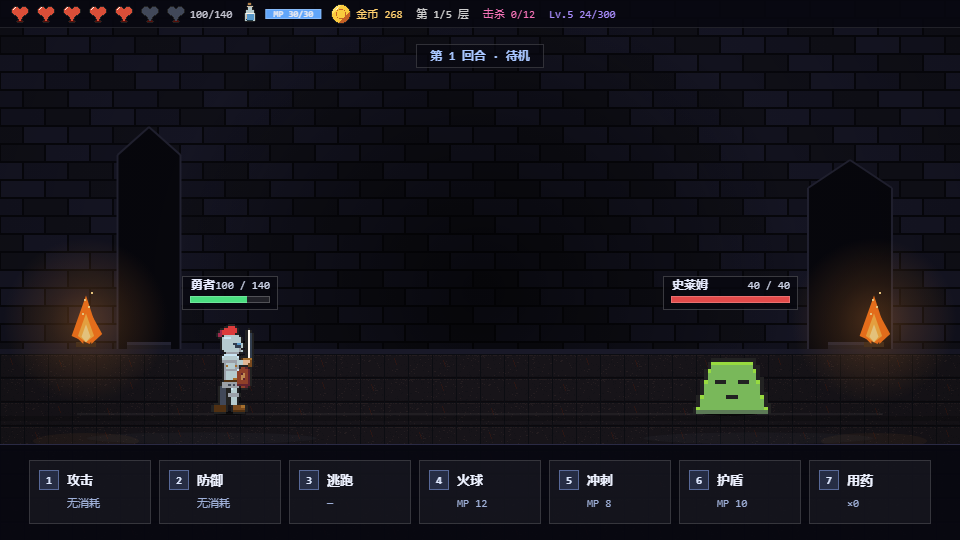 100/140 MP 30/30 金币 268 第 1/5 层 击杀 0/12 Lv.5 24/300
第 1 回合 · 待机
勇者100 / 140
史莱姆 40 / 40
1 攻击
无消耗
2 防御
无消耗
3 逃跑
—
4 火球
MP 12
5 冲刺
MP 8
6 护盾
MP 10
7 用药
×0